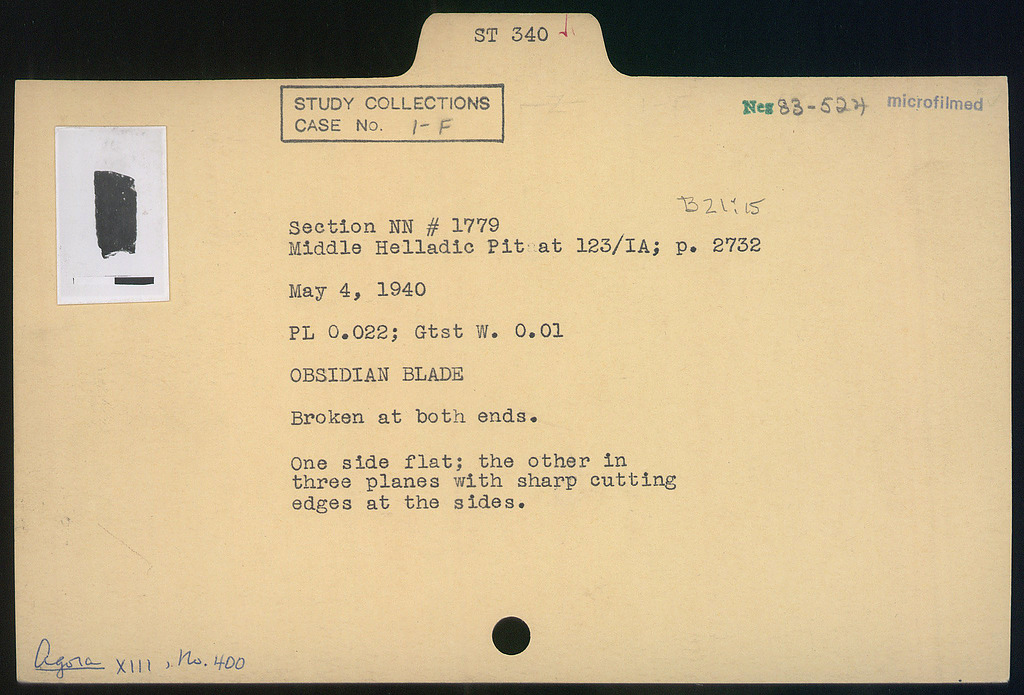 ST 340
STUDY COLLECTIONS
CASE No. 1-F
Neg 83-527 microfilmed
B 21:15
Section NN # 1779
Middle Helladic Pit at 123/IA; p. 2732
May 4, 1940
PL 0.022; Gtst W. 0.01
OBSIDIAN BLADE
Broken at both ends.
One side flat; the other in
three planes with sharp cutting
edges at the sides.
Agora XIII, No. 400